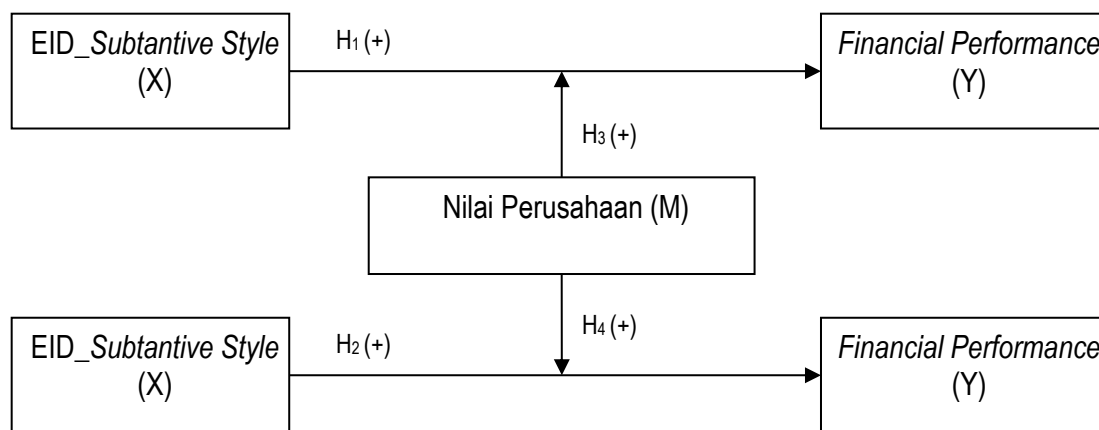 EID_Subtantive Style
(X)
H₁ (+)
Financial Performance
(Y)
H₃ (+)
Nilai Perusahaan (M)
H₄ (+)
EID_Subtantive Style
(X)
H₂ (+)
Financial Performance
(Y)